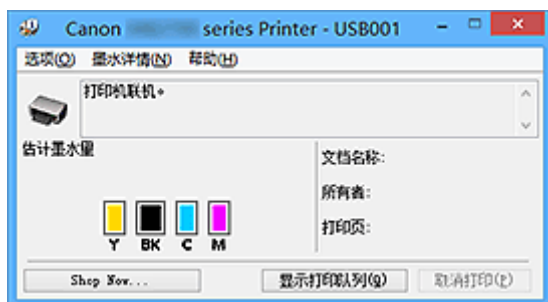 Canon series Printer - USB001
选项(O) 墨水详情(N) 帮助(H)
打印机联机。
估计墨水量
文档名称:
所有者:
打印页:
Y BK C M
Shop Now... 显示打印队列(Q) 取消打印(P)